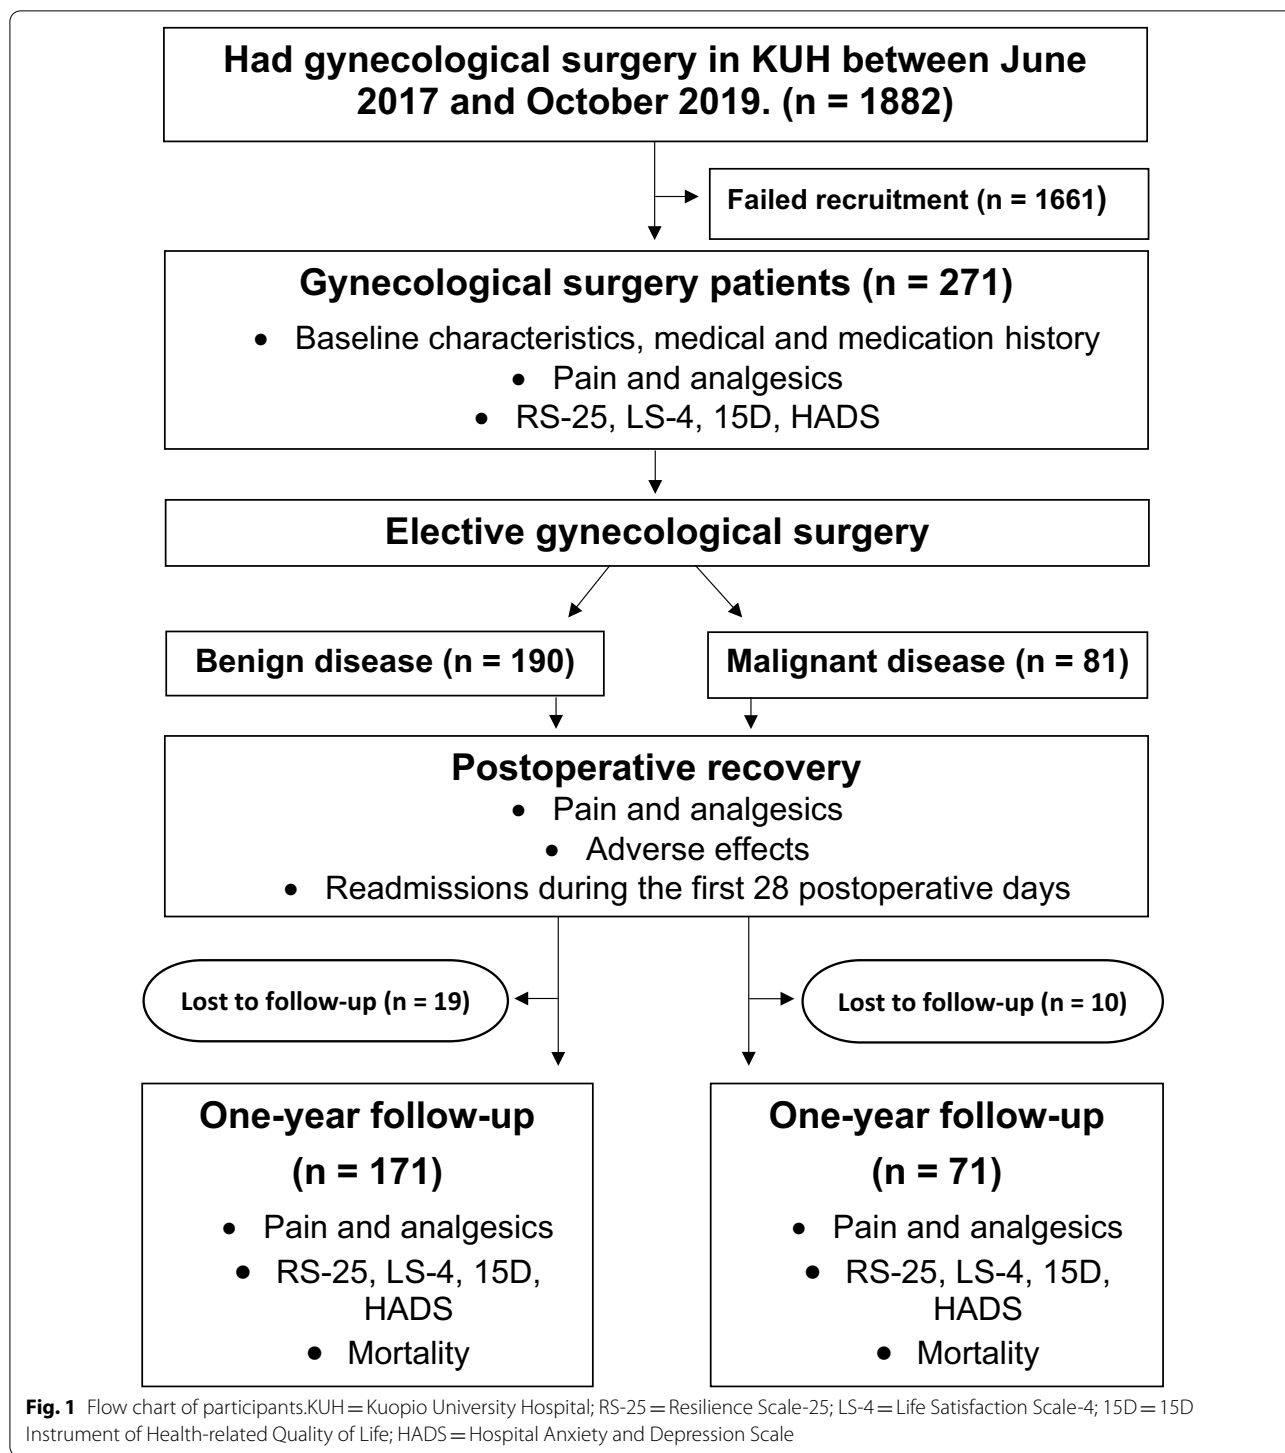 Had gynecological surgery in KUH between June
2017 and October 2019. (n = 1882)
Failed recruitment (n = 1661)
Gynecological surgery patients (n = 271)
• Baseline characteristics, medical and medication history
• Pain and analgesics
• RS-25, LS-4, 15D, HADS
Elective gynecological surgery
Benign disease (n = 190)
Malignant disease (n = 81)
Postoperative recovery
• Pain and analgesics
• Adverse effects
• Readmissions during the first 28 postoperative days
Lost to follow-up (n = 19)
Lost to follow-up (n = 10)
One-year follow-up
(n = 171)
• Pain and analgesics
• RS-25, LS-4, 15D,
HADS
• Mortality
One-year follow-up
(n = 71)
• Pain and analgesics
• RS-25, LS-4, 15D,
HADS
• Mortality
Fig. 1 Flow chart of participants.KUH = Kuopio University Hospital; RS-25 = Resilience Scale-25; LS-4 = Life Satisfaction Scale-4; 15D = 15D
Instrument of Health-related Quality of Life; HADS = Hospital Anxiety and Depression Scale